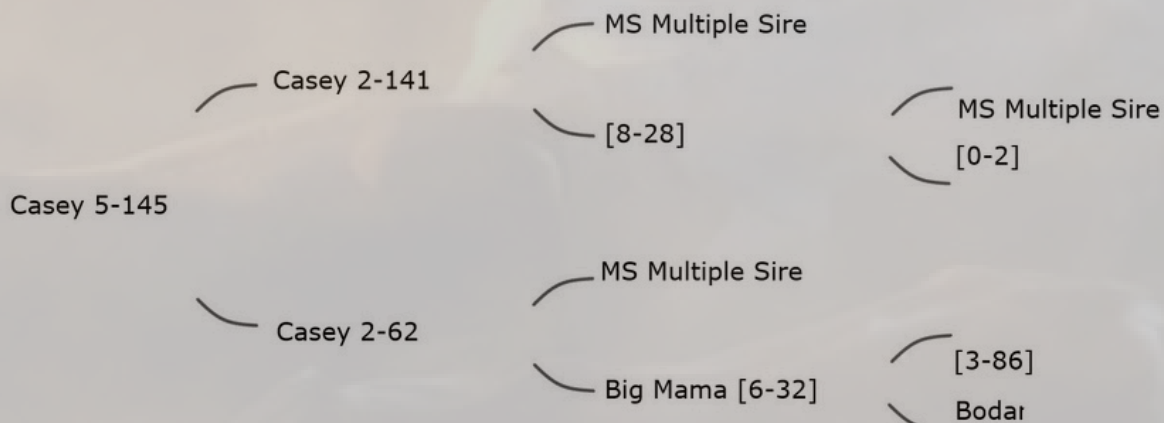 MS Multiple Sire
Casey 2-141
MS Multiple Sire
[8-28]
[0-2]
Casey 5-145
MS Multiple Sire
Casey 2-62
[3-86]
Big Mama [6-32]